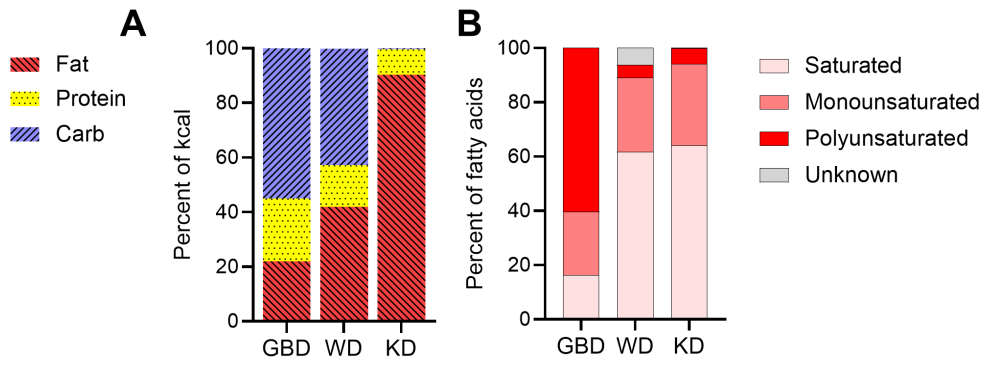 A
B
Fat
Protein
Carb
Percent of kcal
100
80
60
40
20
0
GBD WD KD
Percent of fatty acids
100
80
60
40
20
0
GBD WD KD
Saturated
Monounsaturated
Polyunsaturated
Unknown